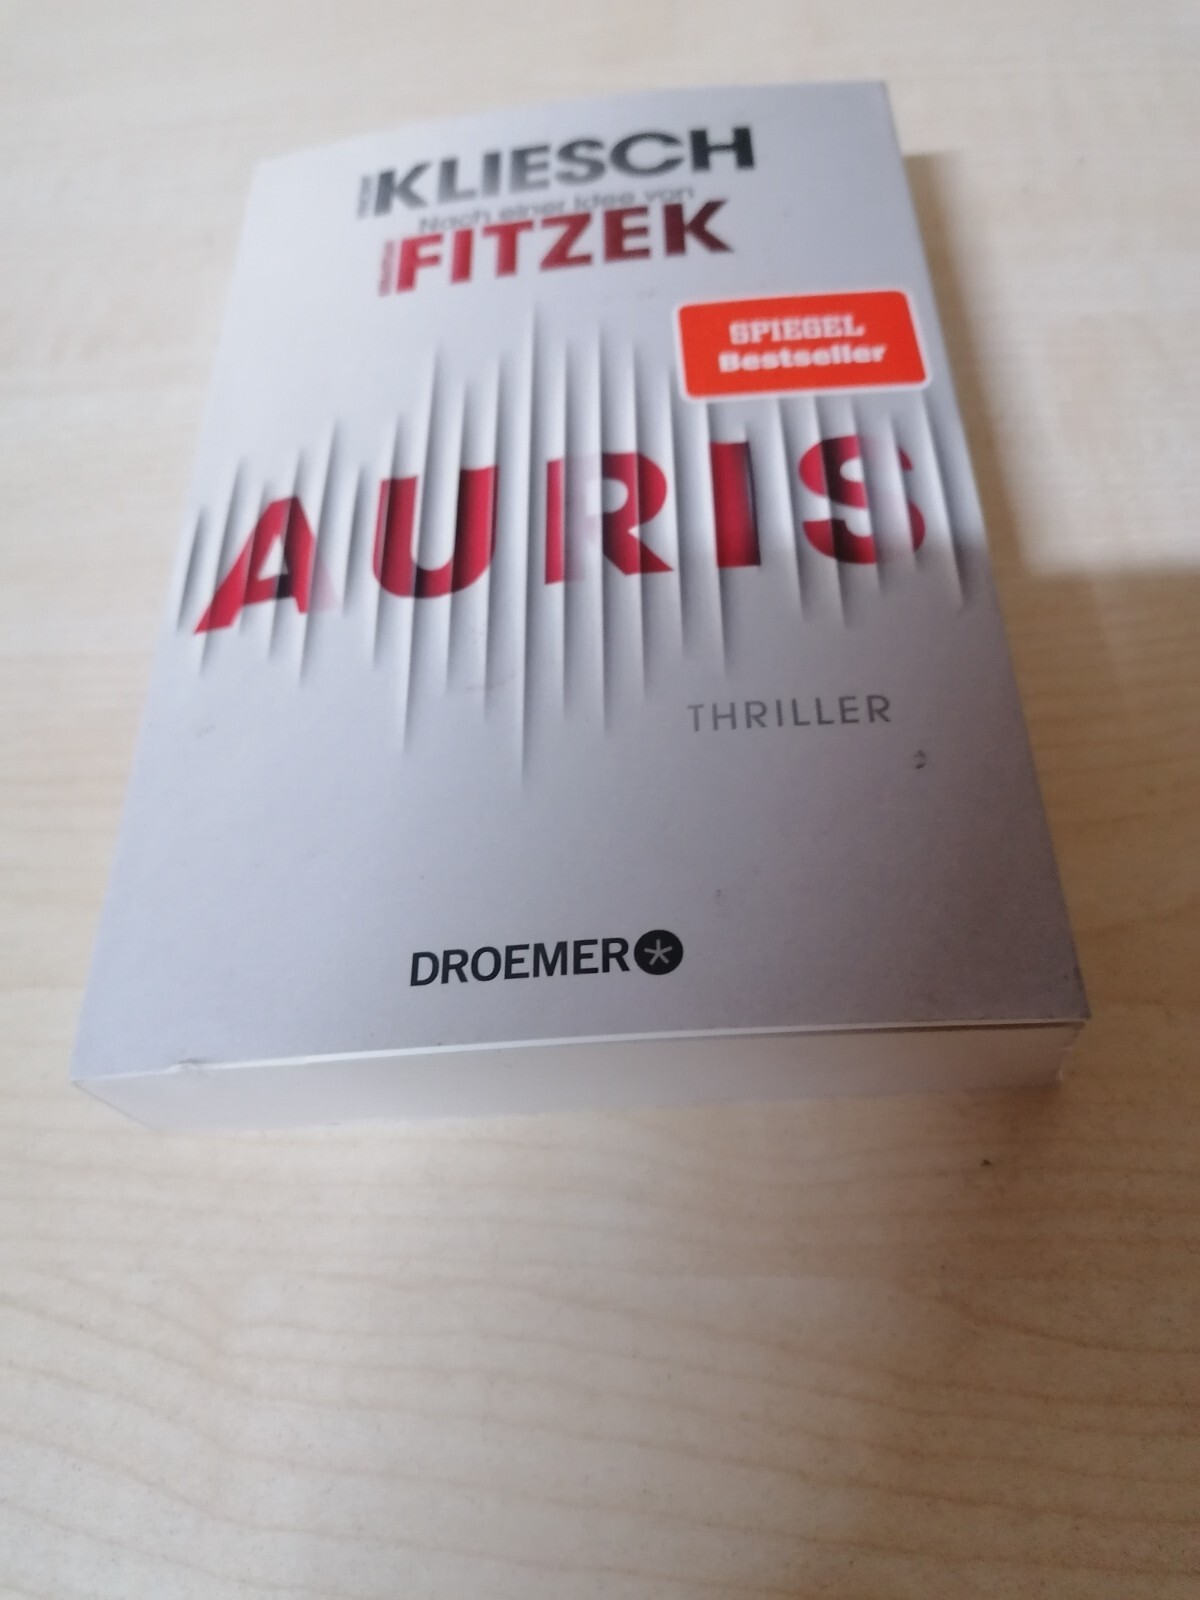 KLIESCH
Nach einer Idee von
FITZEK
SPIEGEL
Bestseller
AURIS
THRILLER
DROEMER